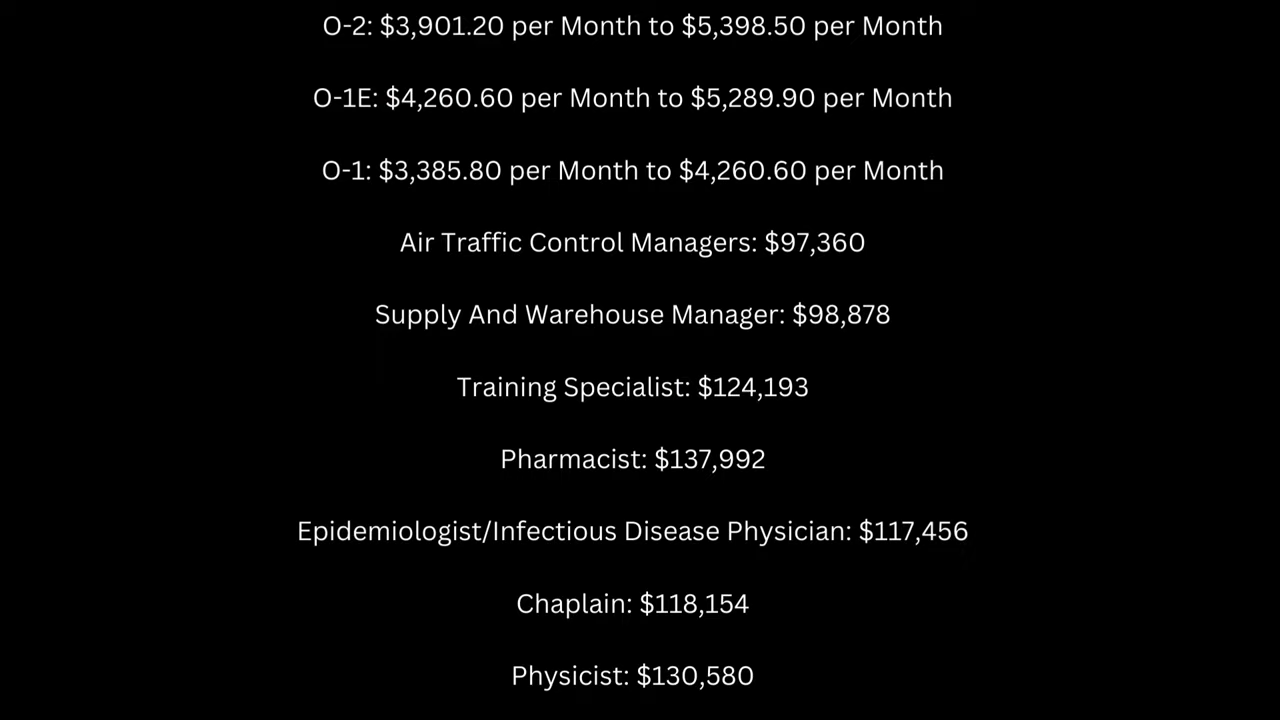 O-2: $3,901.20 per Month to $5,398.50 per Month
O-1E: $4,260.60 per Month to $5,289.90 per Month
O-1: $3,385.80 per Month to $4,260.60 per Month
Air Traffic Control Managers: $97,360
Supply And Warehouse Manager: $98,878
Training Specialist: $124,193
Pharmacist: $137,992
Epidemiologist/Infectious Disease Physician: $117,456
Chaplain: $118,154
Physicist: $130,580